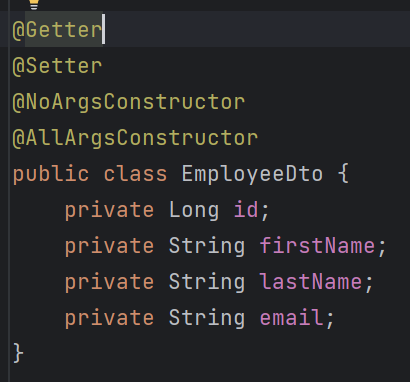 @Getter
@Setter
@NoArgsConstructor
@AllArgsConstructor
public class EmployeeDto {
    private Long id;
    private String firstName;
    private String lastName;
    private String email;
}